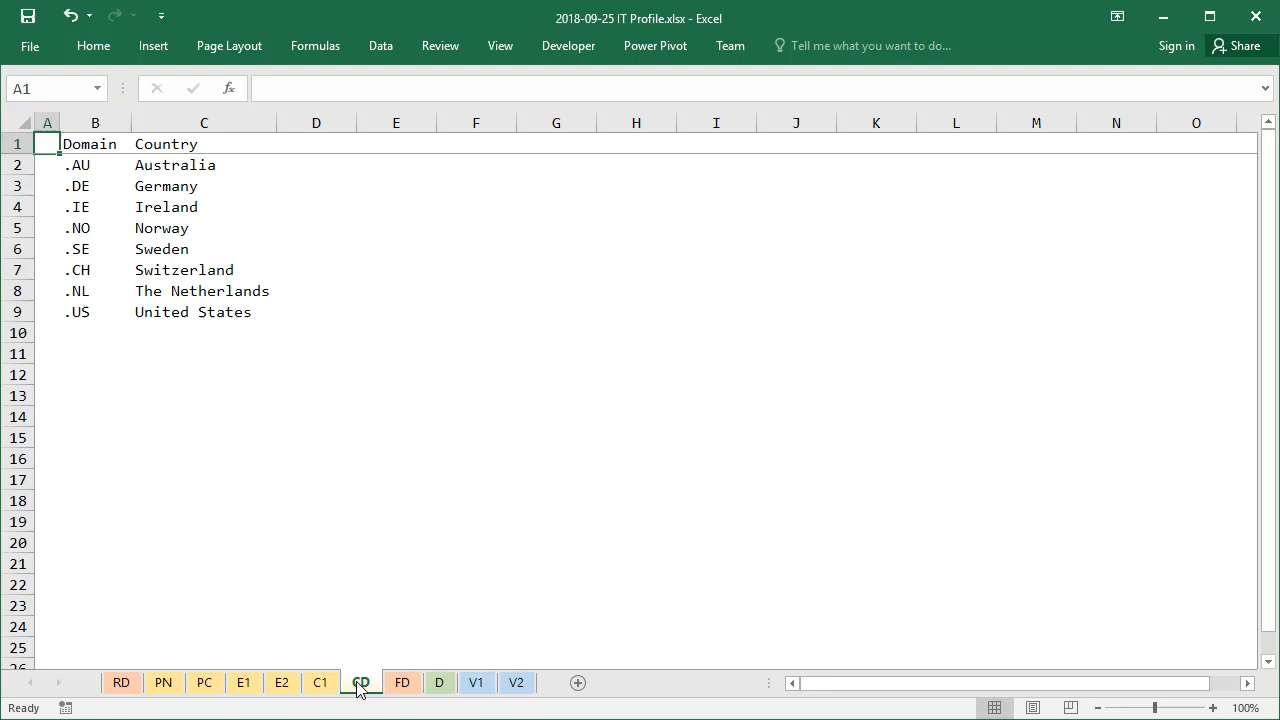 2018-09-25 IT Profile.xlsx - Excel
File Home Insert Page Layout Formulas Data Review View Developer Power Pivot Team Tell me what you want to do... Sign in Share
A1 fx
A B C D E F G H I J K L M N O
1 Domain Country
2 .AU Australia
3 .DE Germany
4 .IE Ireland
5 .NO Norway
6 .SE Sweden
7 .CH Switzerland
8 .NL The Netherlands
9 .US United States
10
11
12
13
14
15
16
17
18
19
20
21
22
23
24
25
26
RD PN PC E1 E2 C1 CD FD D V1 V2
Ready 100%